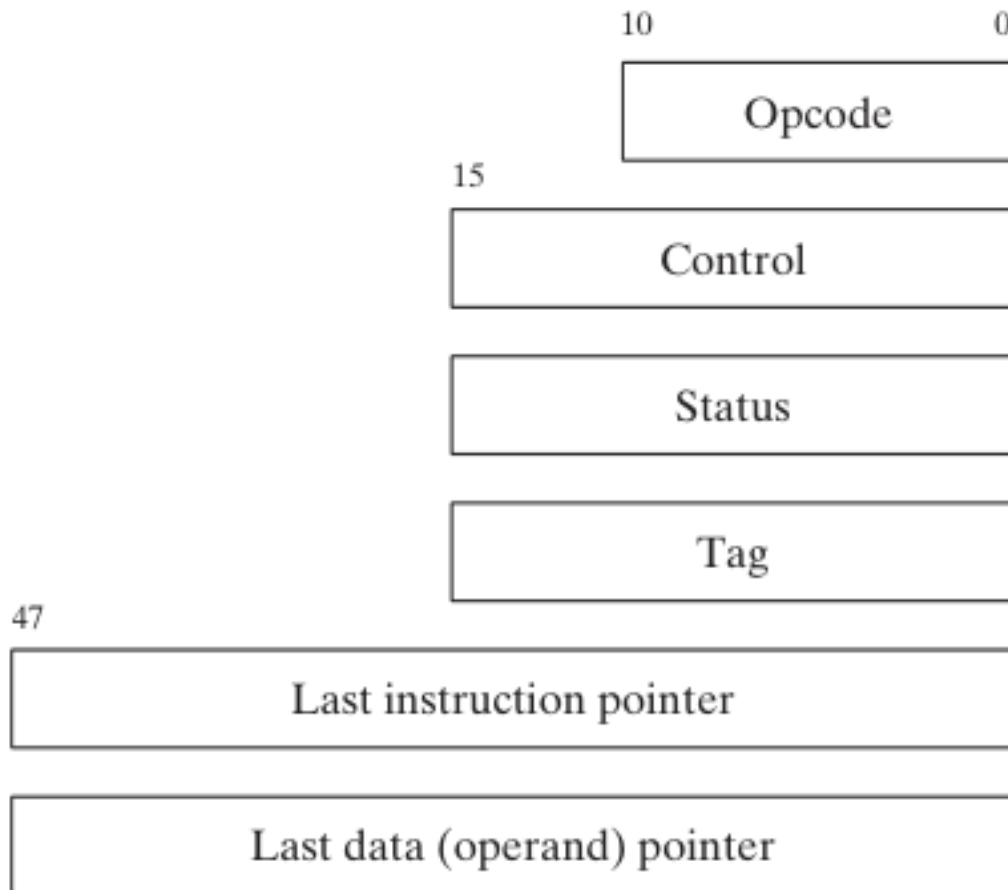 10 0
Opcode
15
Control
Status
Tag
47
Last instruction pointer
Last data (operand) pointer